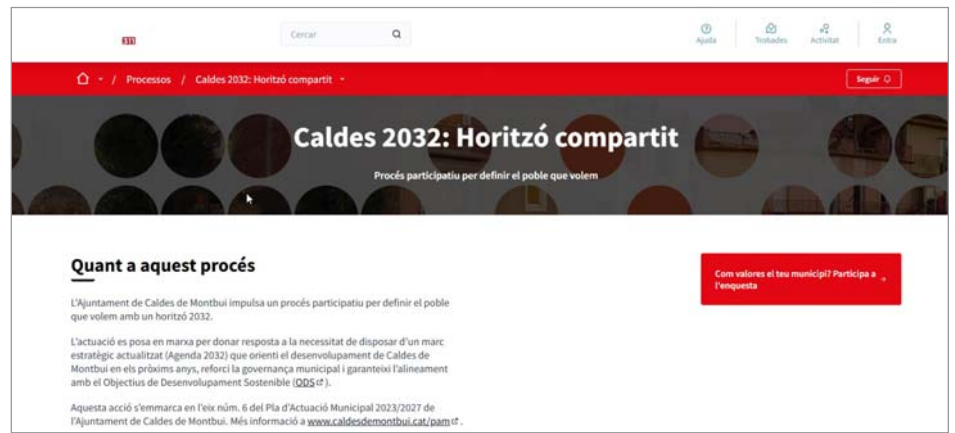 Cercar
Ajuda
Trobades
Activitat
Entra
/ Processos / Caldes 2032: Horitzó compartit
Seguir
Caldes 2032: Horitzó compartit
Procés participatiu per definir el poble que volem
Quant a aquest procés
Com valores el teu municipi? Participa a
l'enquesta
L'Ajuntament de Caldes de Montbui impulsa un procés participatiu per definir el poble
que volem amb un horitzó 2032.
L'actuació es posa en marxa per donar resposta a la necessitat de disposar d'un marc
estratègic actualitzat (Agenda 2032) que orienti el desenvolupament de Caldes de
Montbui en els pròxims anys, reforci la governança municipal i garanteixi l'alineament
amb el Objectius de Desenvolupament Sostenible (ODS).
Aquesta acció s'emmarca en l'eix núm. 6 del Pla d'Actuació Municipal 2023/2027 de
l'Ajuntament de Caldes de Montbui. Més informació a www.caldesdemontbui.cat/pam.